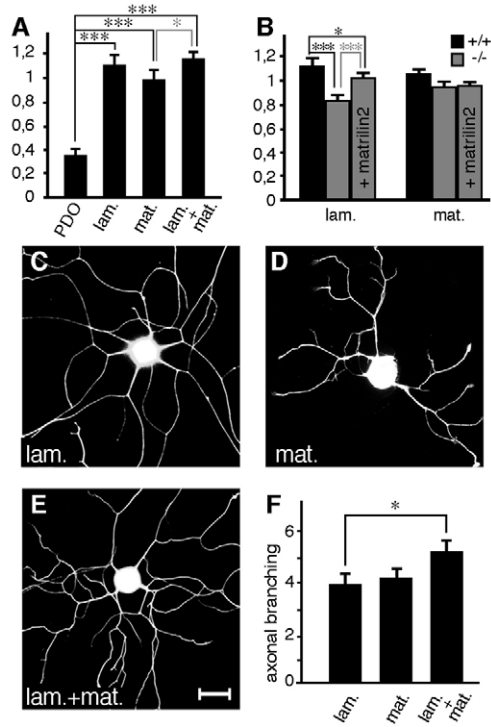 A
***
***
*** *
1,2
1
0,8
0,6
0,4
1,2
0
PDO
lam.
mat.
lam.
+
mat.
B
+/+
-/-
*
*** ***
1,2
1
0,8
0,6
0,4
1,2
0
+ matrilin2
+ matrilin2
lam. mat.
C
lam.
D
mat.
E
lam.+mat.
F
*
axonal branching
6
4
2
0
lam.
mat.
lam.
+
mat.